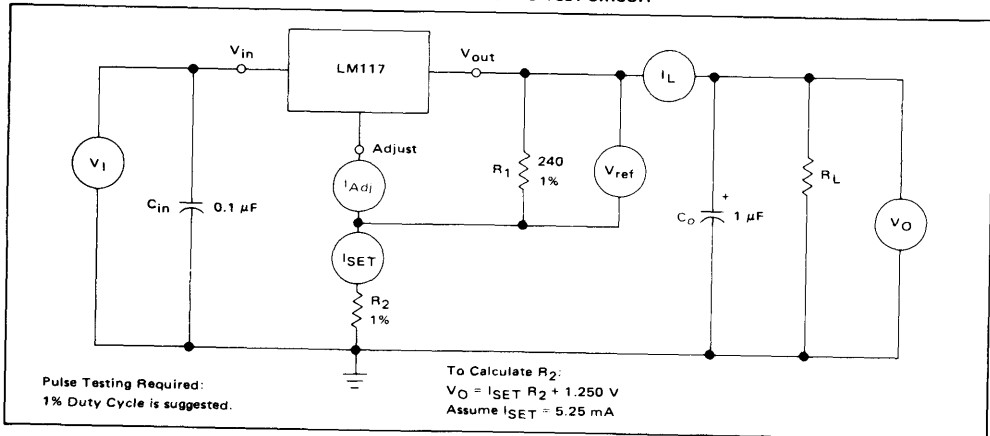 Vin
LM117
Vout
IL
Adjust
VI
IAdj
R1
240
1%
Vref
RL
Cin
0.1 μF
Co
+
1 μF
VO
ISET
R2
1%
Pulse Testing Required:
1% Duty Cycle is suggested.
To Calculate R2:
VO = ISET R2 + 1.250 V
Assume ISET = 5.25 mA